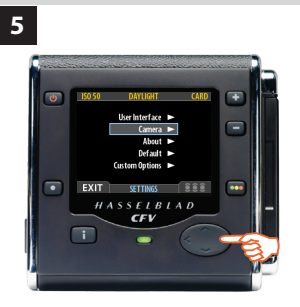 5
ISO 50 DAYLIGHT CARD
User Interface ►
Camera ►
About ►
Default ►
Custom Options ►
EXIT SETTINGS
i
HASSELBLAD
CFV